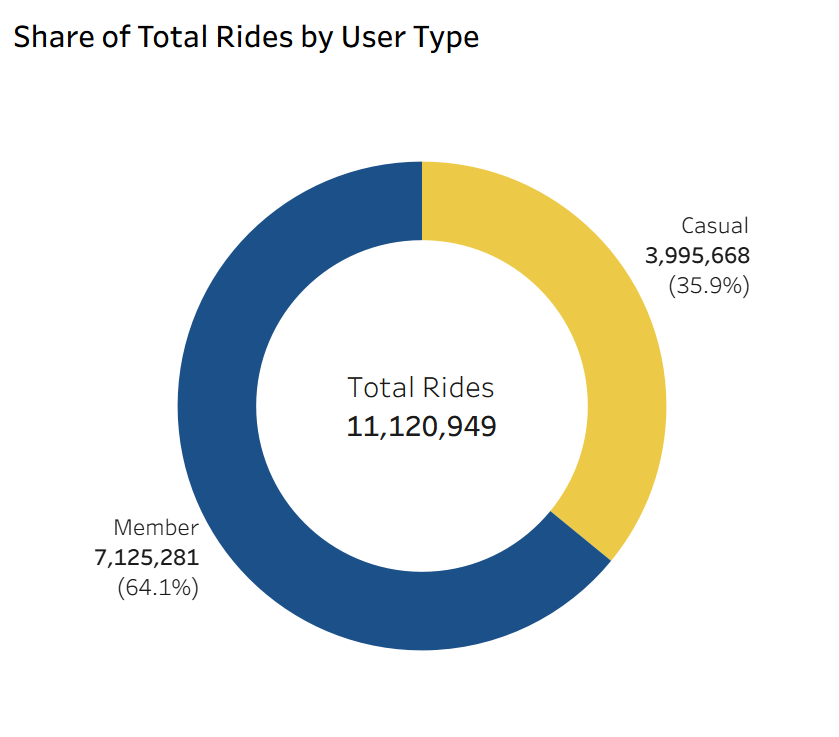 Share of Total Rides by User Type
Casual
3,995,668
(35.9%)
Total Rides
11,120,949
Member
7,125,281
(64.1%)